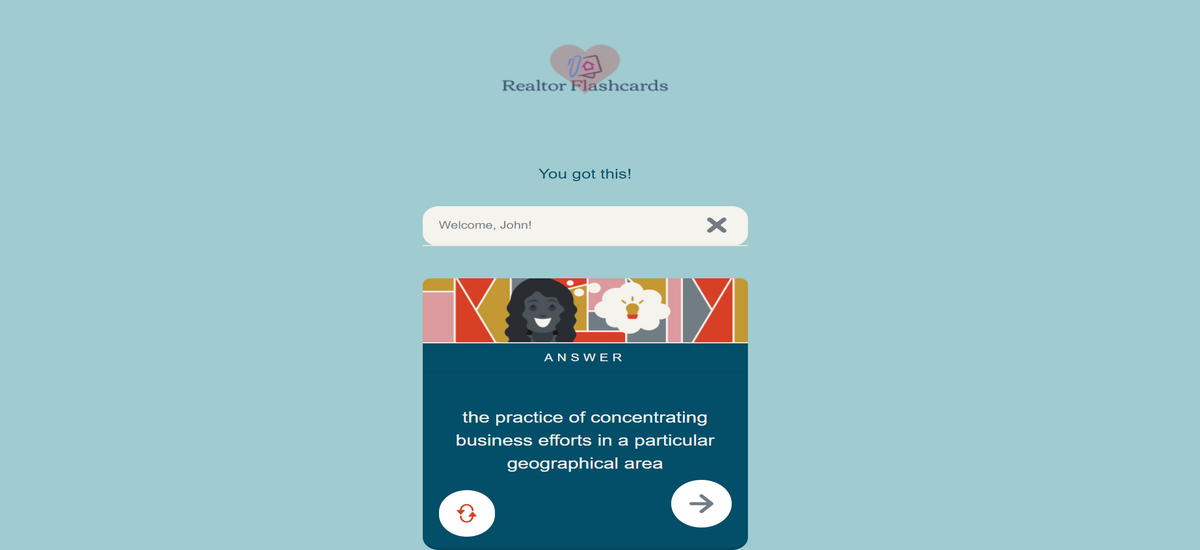 Realtor Flashcards
You got this!
Welcome, John!
ANSWER
the practice of concentrating
business efforts in a particular
geographical area